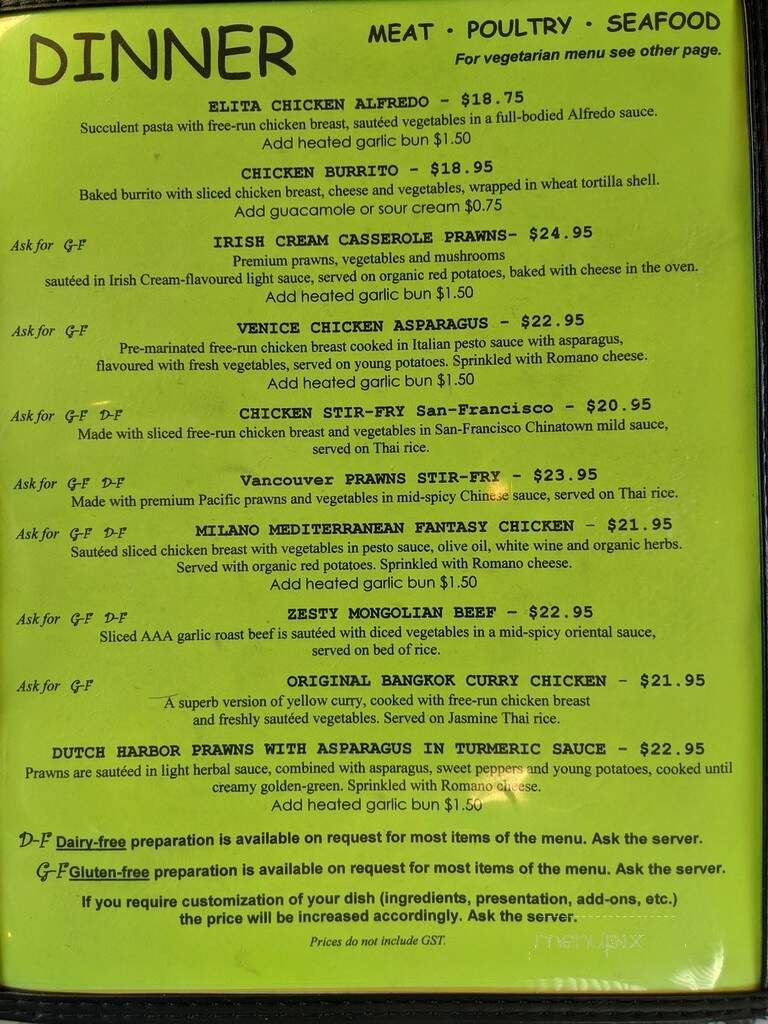 DINNER
MEAT • POULTRY • SEAFOOD
For vegetarian menu see other page.
ELITA CHICKEN ALFREDO - $18.75
Succulent pasta with free-run chicken breast, sautéed vegetables in a full-bodied Alfredo sauce.
Add heated garlic bun $1.50
CHICKEN BURRITO - $18.95
Baked burrito with sliced chicken breast, cheese and vegetables, wrapped in wheat tortilla shell.
Add guacamole or sour cream $0.75
Ask for G-F IRISH CREAM CASSEROLE PRAWNS- $24.95
Premium prawns, vegetables and mushrooms
sautéed in Irish Cream-flavoured light sauce, served on organic red potatoes, baked with cheese in the oven.
Add heated garlic bun $1.50
Ask for G-F VENICE CHICKEN ASPARAGUS - $22.95
Pre-marinated free-run chicken breast cooked in Italian pesto sauce with asparagus,
flavoured with fresh vegetables, served on young potatoes. Sprinkled with Romano cheese.
Add heated garlic bun $1.50
Ask for G-F D-F CHICKEN STIR-FRY San-Francisco - $20.95
Made with sliced free-run chicken breast and vegetables in San-Francisco Chinatown mild sauce,
served on Thai rice.
Ask for G-F D-F Vancouver PRAWNS STIR-FRY - $23.95
Made with premium Pacific prawns and vegetables in mid-spicy Chinese sauce, served on Thai rice.
Ask for G-F D-F MILANO MEDITERRANEAN FANTASY CHICKEN - $21.95
Sautéed sliced chicken breast with vegetables in pesto sauce, olive oil, white wine and organic herbs.
Served with organic red potatoes. Sprinkled with Romano cheese.
Add heated garlic bun $1.50
Ask for G-F D-F ZESTY MONGOLIAN BEEF - $22.95
Sliced AAA garlic roast beef is sautéed with diced vegetables in a mid-spicy oriental sauce,
served on bed of rice.
Ask for G-F ORIGINAL BANGKOK CURRY CHICKEN - $21.95
A superb version of yellow curry, cooked with free-run chicken breast
and freshly sautéed vegetables. Served on Jasmine Thai rice.
DUTCH HARBOR PRAWNS WITH ASPARAGUS IN TURMERIC SAUCE - $22.95
Prawns are sautéed in light herbal sauce, combined with asparagus, sweet peppers and young potatoes, cooked until
creamy golden-green. Sprinkled with Romano cheese.
Add heated garlic bun $1.50
D-F Dairy-free preparation is available on request for most items of the menu. Ask the server.
G-F Gluten-free preparation is available on request for most items of the menu. Ask the server.
If you require customization of your dish (ingredients, presentation, add-ons, etc.)
the price will be increased accordingly. Ask the server.
Prices do not include GST.
menupix